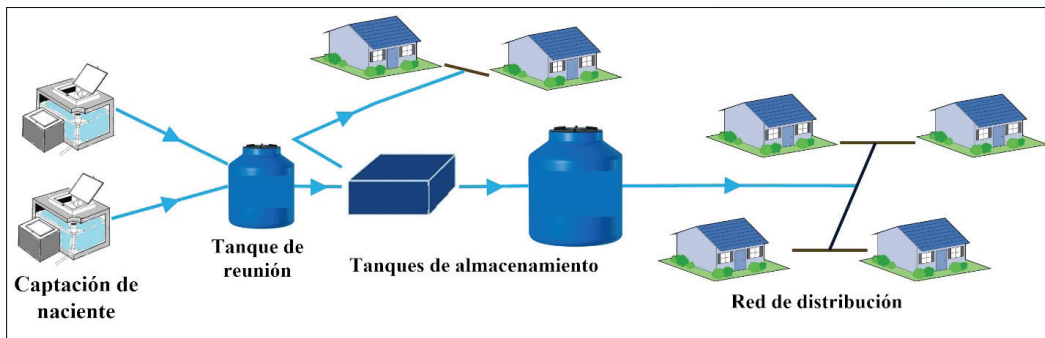 Captación de
naciente
Tanque de
reunión
Tanques de almacenamiento
Red de distribución